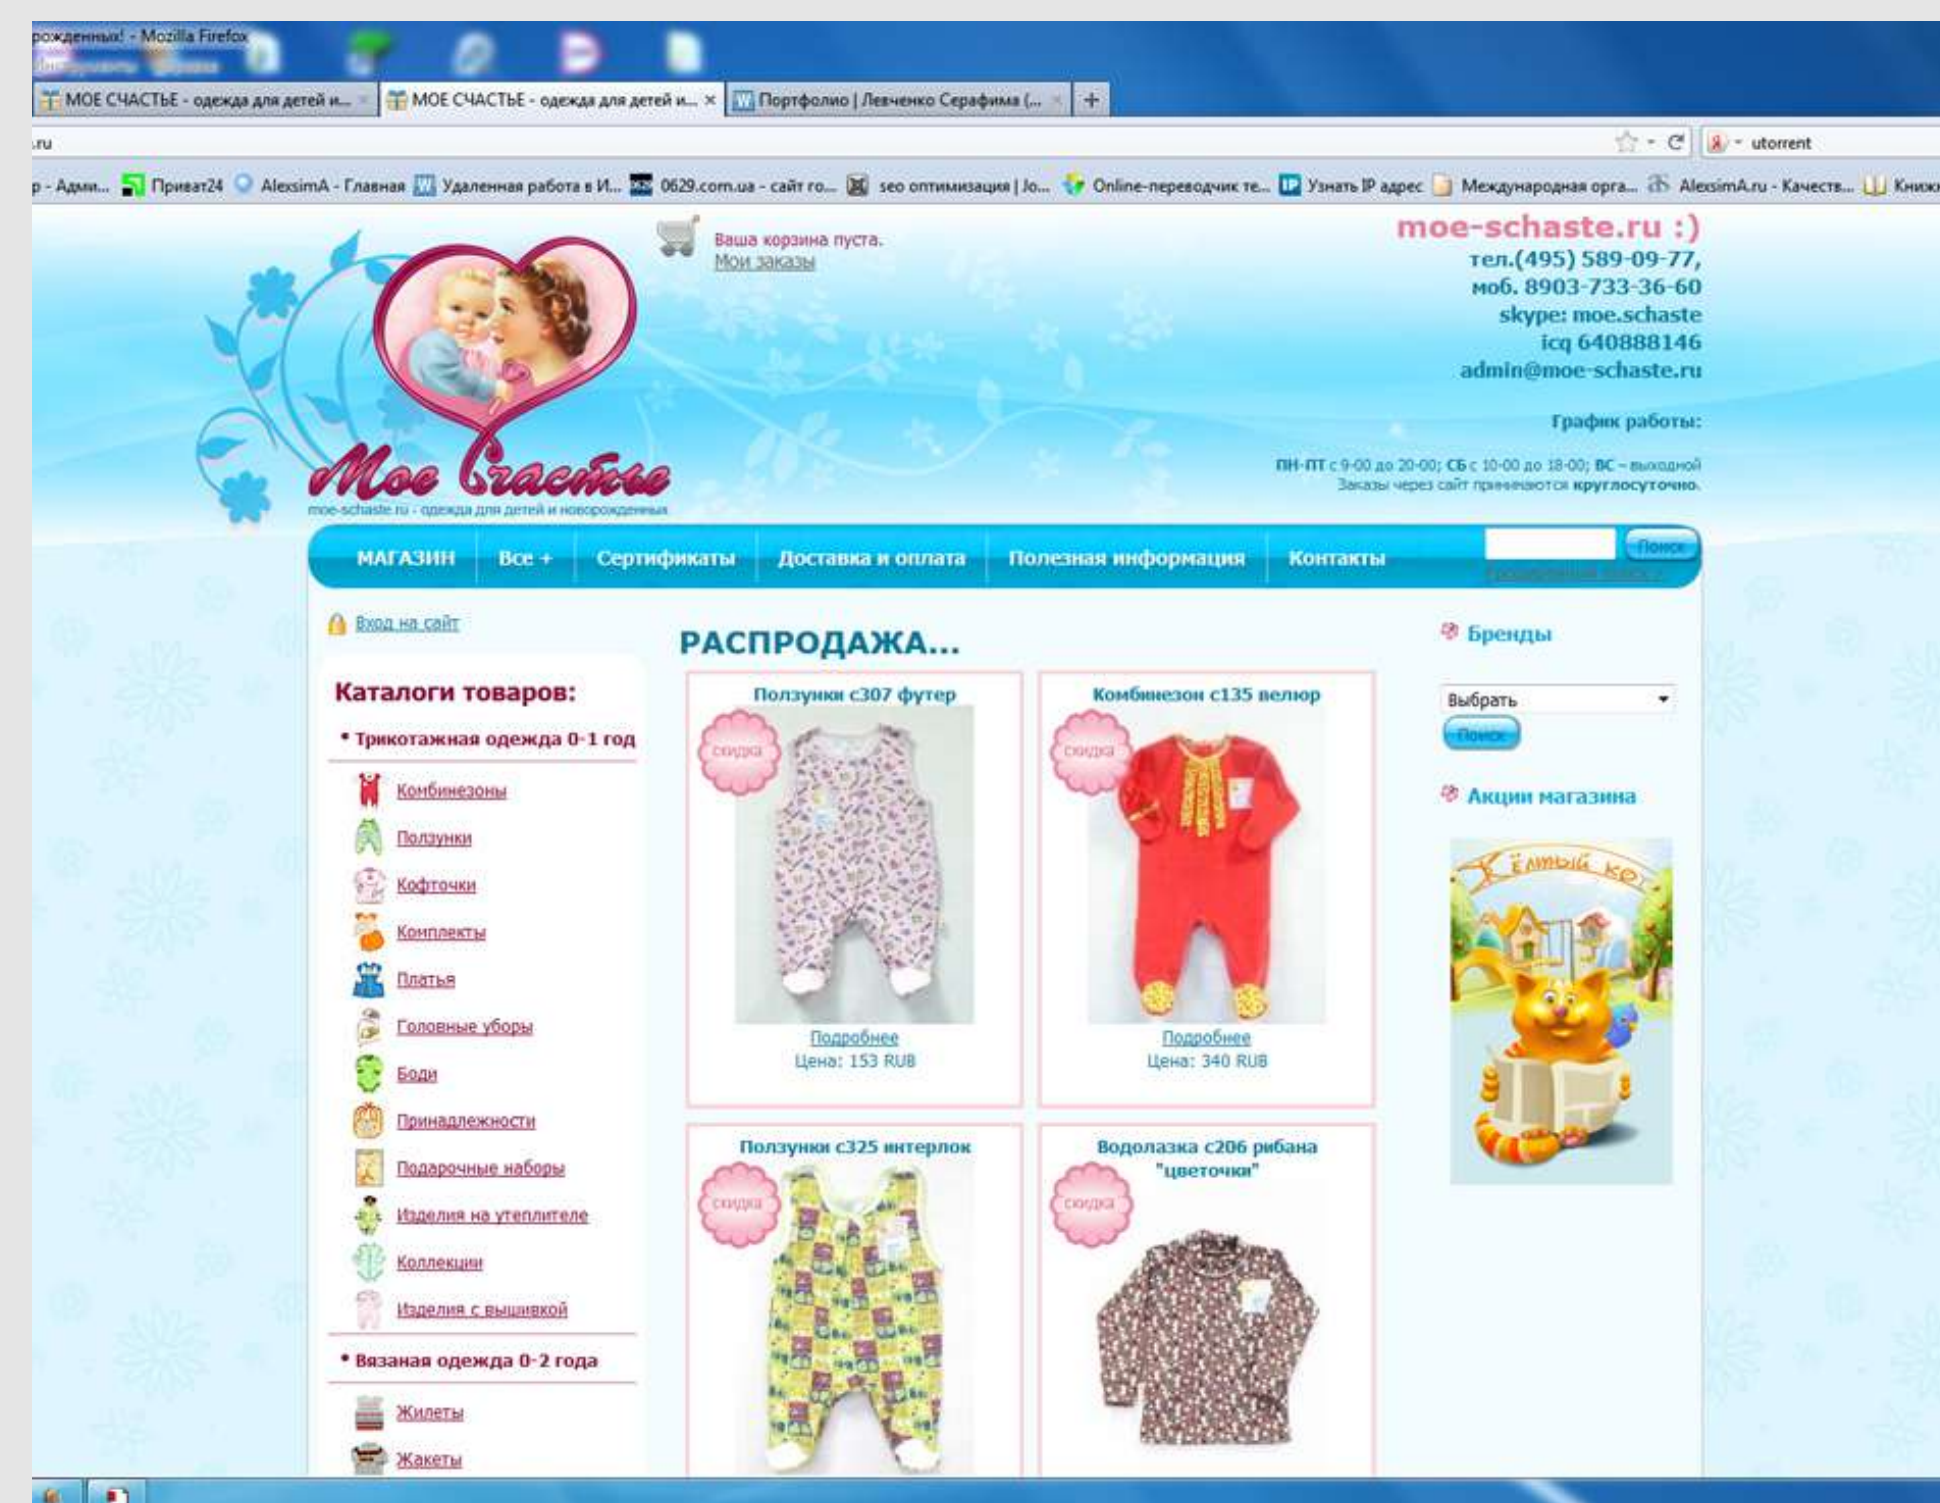 рожденных! - Mozilla Firefox
МОЕ СЧАСТЬЕ - одежда для детей и...
МОЕ СЧАСТЬЕ - одежда для детей и... ×
Портфолио | Левченко Серафима (...
+
.ru
utorrent
р - Адми...
Приват24
AlexsimA - Главная
Удаленная работа в И...
0629.com.ua - сайт го...
seo оптимизация | Jo...
Online-переводчик те...
Узнать IP адрес
Международная орга...
AlexsimA.ru - Качеств...
Ваша корзина пуста.
Мои заказы
moe-schaste.ru :)
тел.(495) 589-09-77,
моб. 8903-733-36-60
skype: moe.schaste
icq 640888146
admin@moe-schaste.ru
График работы:
ПН-ПТ с 9-00 до 20-00; СБ с 10-00 до 18-00; ВС - выходной
Заказы через сайт принимаются круглосуточно.
Мое Счастье
moe-schaste.ru - одежда для детей и новорожденных
МАГАЗИН
Все +
Сертификаты
Доставка и оплата
Полезная информация
Контакты
Поиск
Вход на сайт
Каталоги товаров:
• Трикотажная одежда 0-1 год
Комбинезоны
Ползунки
Кофточки
Комплекты
Платья
Головные уборы
Боди
Принадлежности
Подарочные наборы
Изделия на утеплителе
Коллекции
Изделия с вышивкой
• Вязаная одежда 0-2 года
Жилеты
Жакеты
РАСПРОДАЖА...
Ползунки с307 футер
скидка
Подробнее
Цена: 153 RUB
Комбинезон с135 велюр
скидка
Подробнее
Цена: 340 RUB
Ползунки с325 интерлок
скидка
Водолазка с206 рибана
"цветочки"
скидка
Бренды
Выбрать
Поиск
Акции магазина